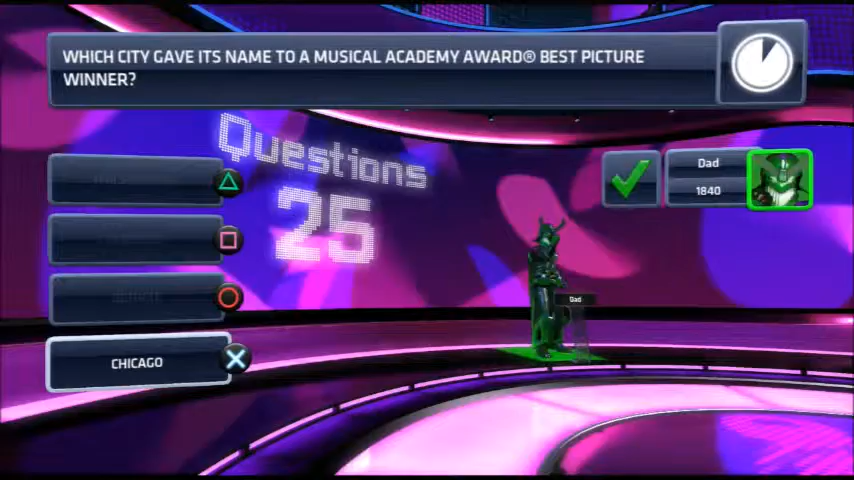 WHICH CITY GAVE ITS NAME TO A MUSICAL ACADEMY AWARD® BEST PICTURE
WINNER?
Questions
25
Dad
1840
Dad
CHICAGO